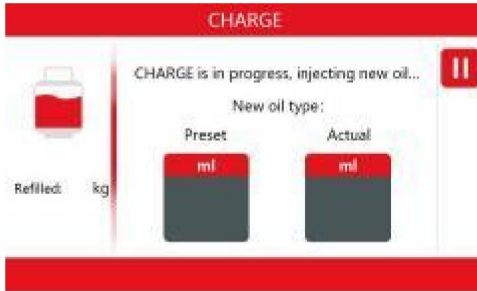 CHARGE
CHARGE is in progress, injecting new oil...
New oil type:
Preset Actual
ml ml
Refilled: kg